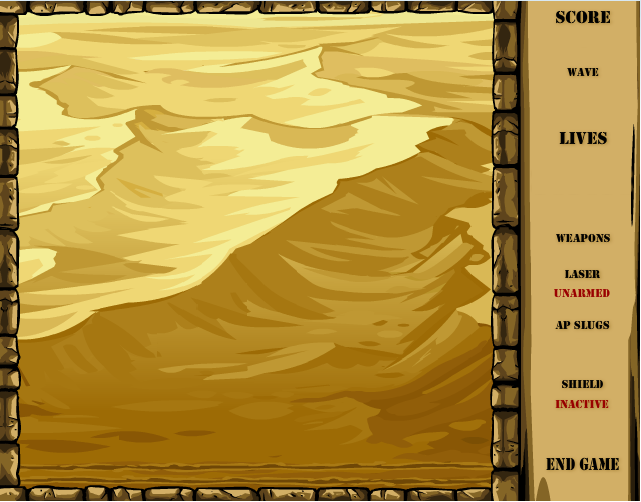 SCORE
WAVE
LIVES
WEAPONS
LASER
UNARMED
AP SLUGS
SHIELD
INACTIVE
END GAME